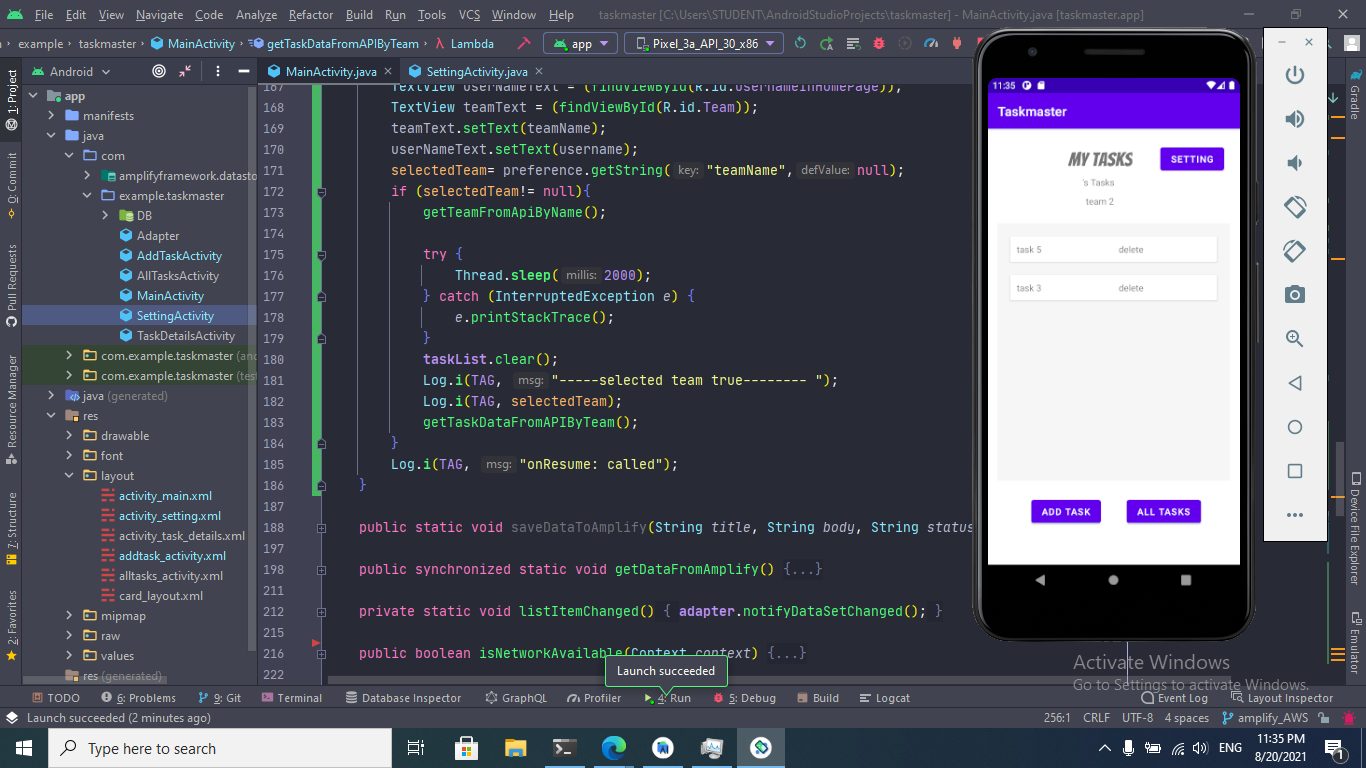 File Edit View Navigate Code Analyze Refactor Build Run Tools VCS Window Help taskmaster [C:\Users\STUDENT\AndroidStudioProjects\taskmaster] - MainActivity.java [taskmaster.app]
example taskmaster MainActivity getTaskDataFromAPIByTeam Lambda app Pixel_3a_API_30_x86
Android
MainActivity.java
SettingActivity.java
1: Project
0: Commit
Pull Requests
Resource Manager
7: Structure
2: Favorites
app
manifests
java
com
amplifyframework.datasto
example.taskmaster
DB
Adapter
AddTaskActivity
AllTasksActivity
MainActivity
SettingActivity
TaskDetailsActivity
com.example.taskmaster (an
com.example.taskmaster (tes
java (generated)
res
drawable
font
layout
activity_main.xml
activity_setting.xml
activity_task_details.xml
addtask_activity.xml
alltasks_activity.xml
card_layout.xml
mipmap
raw
values
res (generated)
167 TextView userNameText = (findViewById(R.id.usernameInHomePage));
168 TextView teamText = (findViewById(R.id.Team));
169 teamText.setText(teamName);
170 userNameText.setText(username);
171 selectedTeam= preference.getString( key: "teamName", defValue: null);
172 if (selectedTeam!= null){
173 getTeamFromApiByName();
174
175 try {
176 Thread.sleep( millis: 2000);
177 } catch (InterruptedException e) {
178 e.printStackTrace();
179 }
180 taskList.clear();
181 Log.i(TAG, msg: "-----selected team true-------- ");
182 Log.i(TAG, selectedTeam);
183 getTaskDataFromAPIByTeam();
184 }
185 Log.i(TAG, msg: "onResume: called");
186 }
187
188 public static void saveDataToAmplify(String title, String body, String status
197
198 public synchronized static void getDataFromAmplify() {...}
211
212 private static void listItemChanged() { adapter.notifyDataSetChanged(); }
215
216 public boolean isNetworkAvailable(Context context) {...}
222
Launch succeeded
11:35
Taskmaster
MY TASKS
SETTING
's Tasks
team 2
task 5 delete
task 3 delete
ADD TASK ALL TASKS
Gradle
Device File Explorer
Emulator
Activate Windows
Go to Settings to activate Windows.
TODO 6: Problems 9: Git Terminal Database Inspector GraphQL Profiler 4: Run 5: Debug Build Logcat Event Log Layout Inspector
Launch succeeded (2 minutes ago) 256:1 CRLF UTF-8 4 spaces amplify_AWS
Type here to search
ENG
11:35 PM
8/20/2021
1